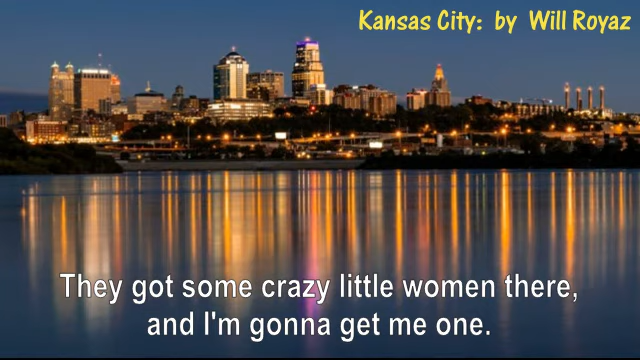 Kansas City:  by  Will Royaz
They got some crazy little women there,
and I'm gonna get me one.